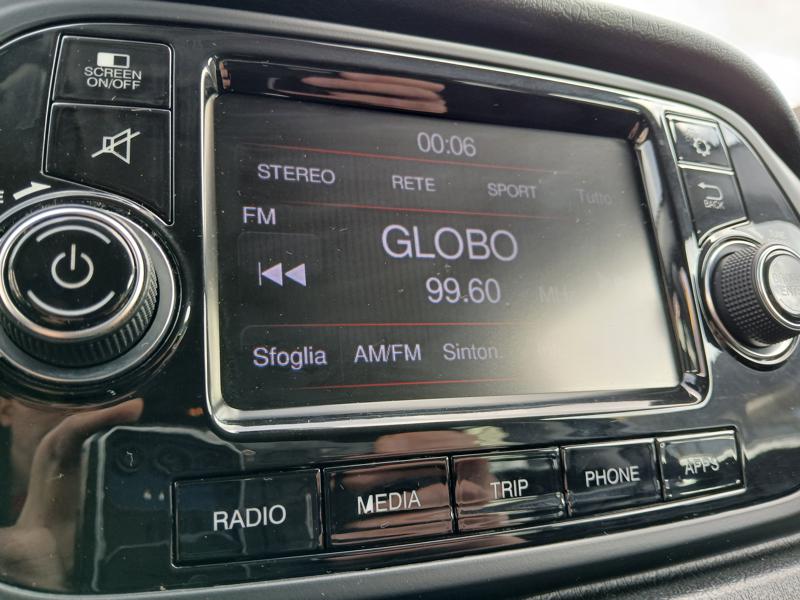 SCREEN
ON/OFF
00:06
STEREO RETE SPORT Tutto
FM
GLOBO
99.60 MHz
Sfoglia AM/FM Sinton.
BACK
RADIO MEDIA TRIP PHONE APPS